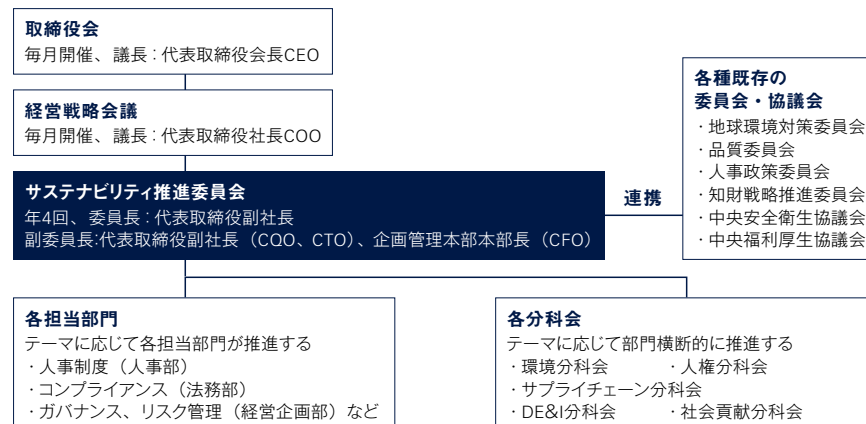 取締役会
毎月開催、議長：代表取締役会長CEO
経営戦略会議
毎月開催、議長：代表取締役社長COO
サステナビリティ推進委員会
年4回、委員長：代表取締役副社長
副委員長:代表取締役副社長（CQO、CTO）、企画管理本部本部長（CFO）
連携
各種既存の
委員会・協議会
・地球環境対策委員会
・品質委員会
・人事政策委員会
・知財戦略推進委員会
・中央安全衛生協議会
・中央福利厚生協議会
各担当部門
テーマに応じて各担当部門が推進する
・人事制度（人事部）
・コンプライアンス（法務部）
・ガバナンス、リスク管理（経営企画部）など
各分科会
テーマに応じて部門横断的に推進する
・環境分科会 ・人権分科会
・サプライチェーン分科会
・DE&I分科会 ・社会貢献分科会